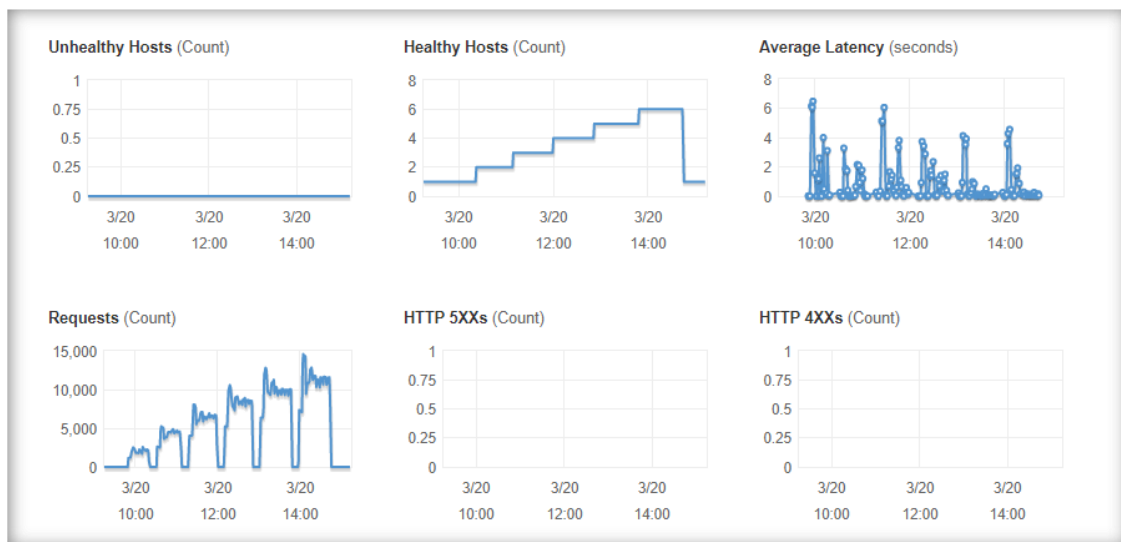 Unhealthy Hosts (Count)
1
0.75
0.5
0.25
0
3/20 3/20 3/20
10:00 12:00 14:00
Healthy Hosts (Count)
8
6
4
2
0
3/20 3/20 3/20
10:00 12:00 14:00
Average Latency (seconds)
8
6
4
2
0
3/20 3/20 3/20
10:00 12:00 14:00
Requests (Count)
15,000
10,000
5,000
0
3/20 3/20 3/20
10:00 12:00 14:00
HTTP 5XXs (Count)
1
0.75
0.5
0.25
0
3/20 3/20 3/20
10:00 12:00 14:00
HTTP 4XXs (Count)
1
0.75
0.5
0.25
0
3/20 3/20 3/20
10:00 12:00 14:00